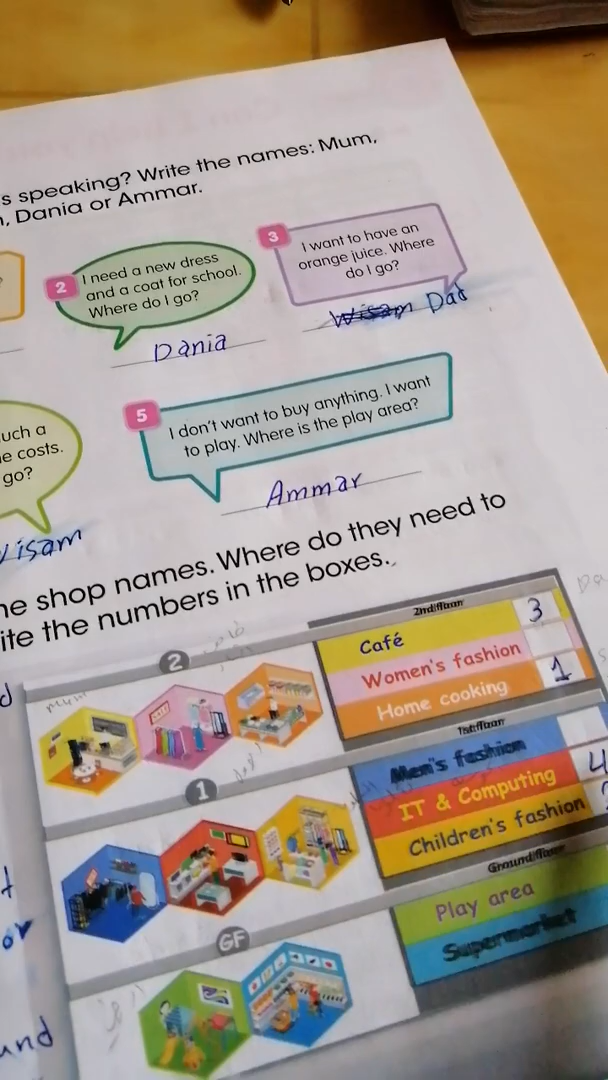 s speaking? Write the names: Mum,
, Dania or Ammar.
?
2
I need a new dress
and a coat for school.
Where do I go?
Dania
3
I want to have an
orange juice. Where
do I go?
Wisam Dad
uch a
e costs.
go?
isam
5
I don't want to buy anything. I want
to play. Where is the play area?
Ammar
he shop names. Where do they need to
ite the numbers in the boxes.
2
mum
2nd floor
Café 3
Women's fashion
Home cooking 1
1
1st floor
Men's fashion
IT & Computing 4
Children's fashion
GF
Ground floor
Play area
Supermarket
d
t
or
und